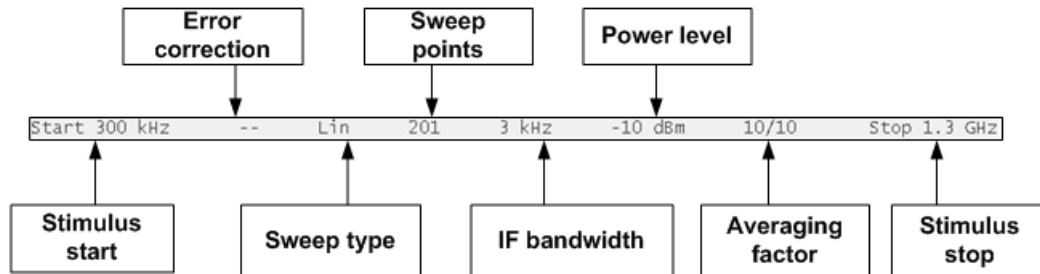 Error
correction
Sweep
points
Power level
Start 300 kHz -- Lin 201 3 kHz -10 dBm 10/10 Stop 1.3 GHz
Stimulus
start
Sweep type
IF bandwidth
Averaging
factor
Stimulus
stop